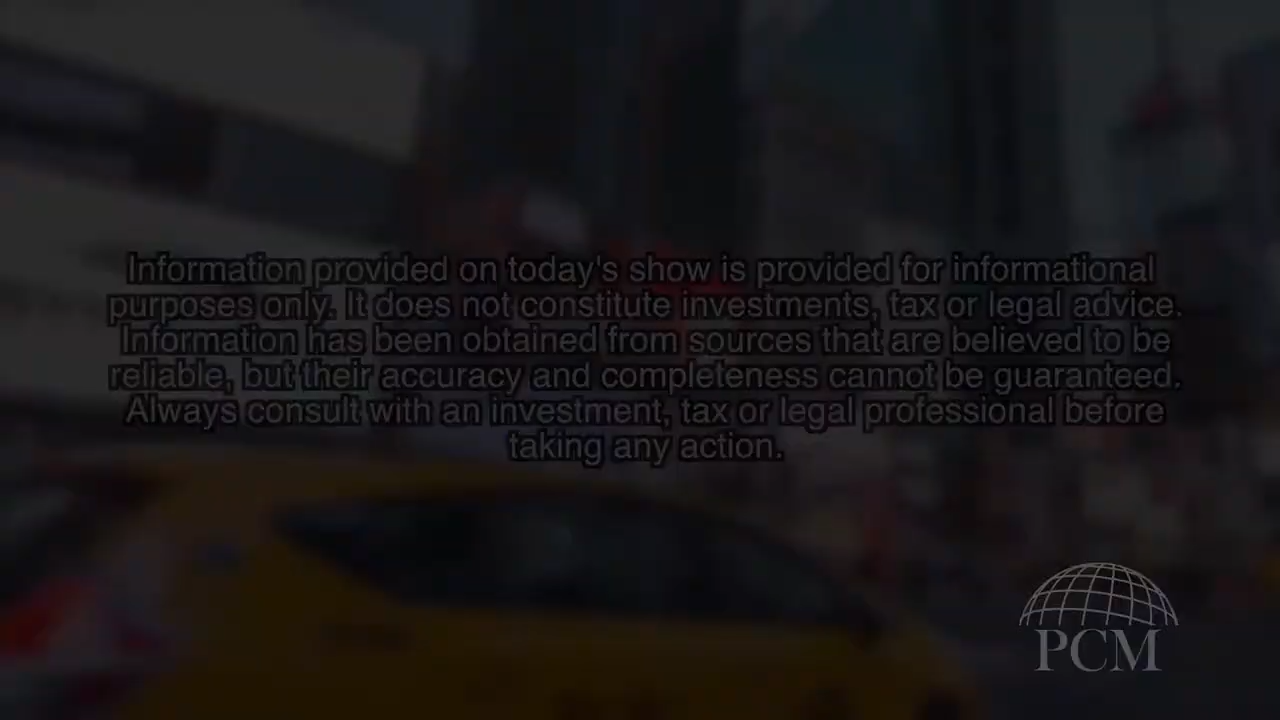 Information provided on today's show is provided for informational
purposes only. It does not constitute investments, tax or legal advice.
Information has been obtained from sources that are believed to be
reliable, but their accuracy and completeness cannot be guaranteed.
Always consult with an investment, tax or legal professional before
taking any action.
PCM